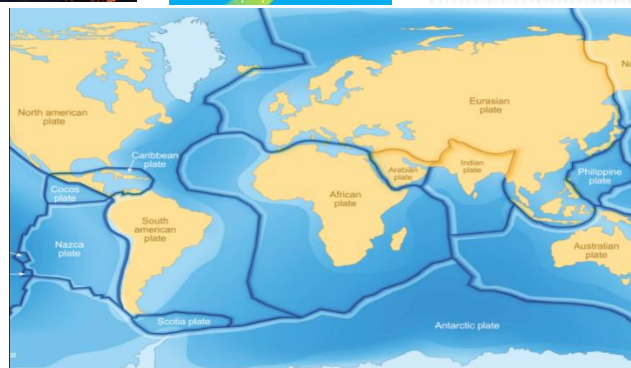 North american
plate
Eurasian
plate
Caribbean
plate
Cocos
plate
Arabian
plate
Indian
plate
Philippine
plate
African
plate
South
american
plate
Nazca
plate
Australian
plate
Scotia plate
Antarctic plate